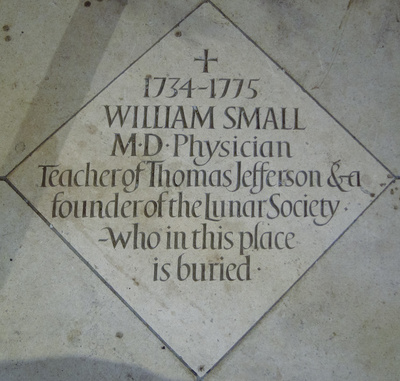 1734-1775
WILLIAM SMALL
M·D·Physician
Teacher of Thomas Jefferson & a
founder of the Lunar Society·
-who in this place
is buried·